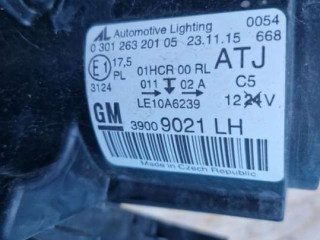 AL Automotive Lighting 0054
0 301 263 201 05 23.11.15 668
E1 17,5 01HCR 00 RL ATJ
PL 011 02 A C5
3124 LE10A6239 12 24V
GM 3900 9021 LH
Made in Czech Republic